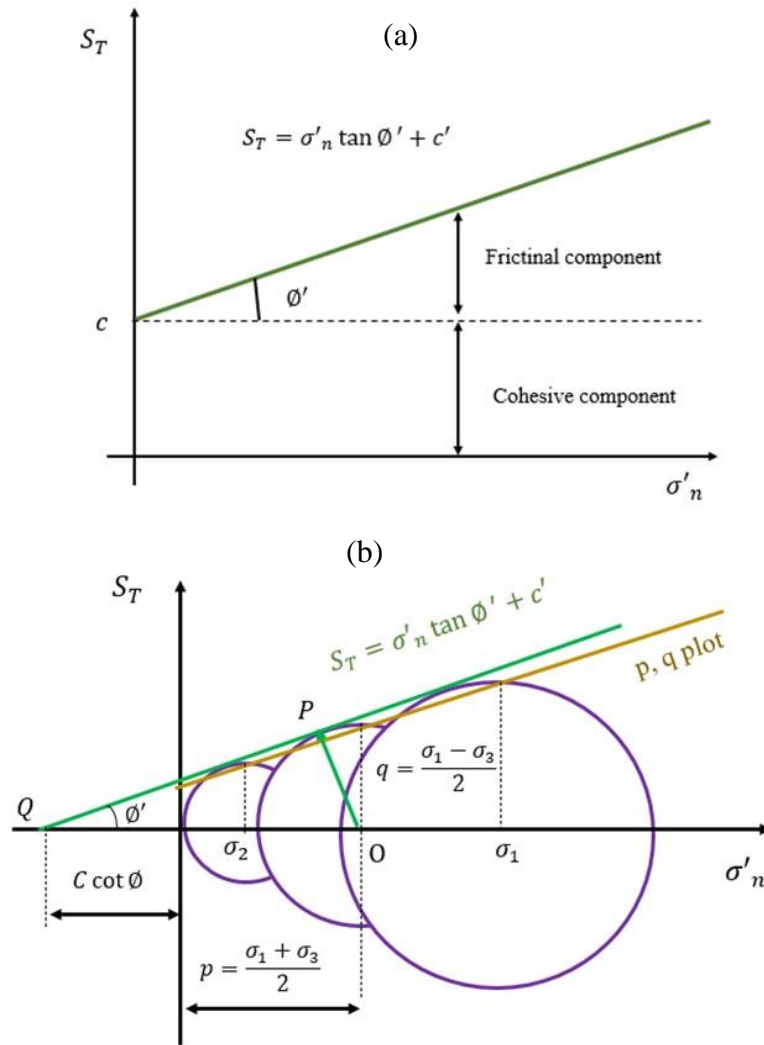 (a)
S_T
S_T = σ'_n tan Ø' + c'
Frictinal component
Ø'
c
Cohesive component
σ'_n
(b)
S_T
S_T = σ'_n tan Ø' + c'
p, q plot
P
q = (σ_1 − σ_3)/2
Q
Ø'
σ_2
O
σ_1
σ'_n
C cot Ø
p = (σ_1 + σ_3)/2